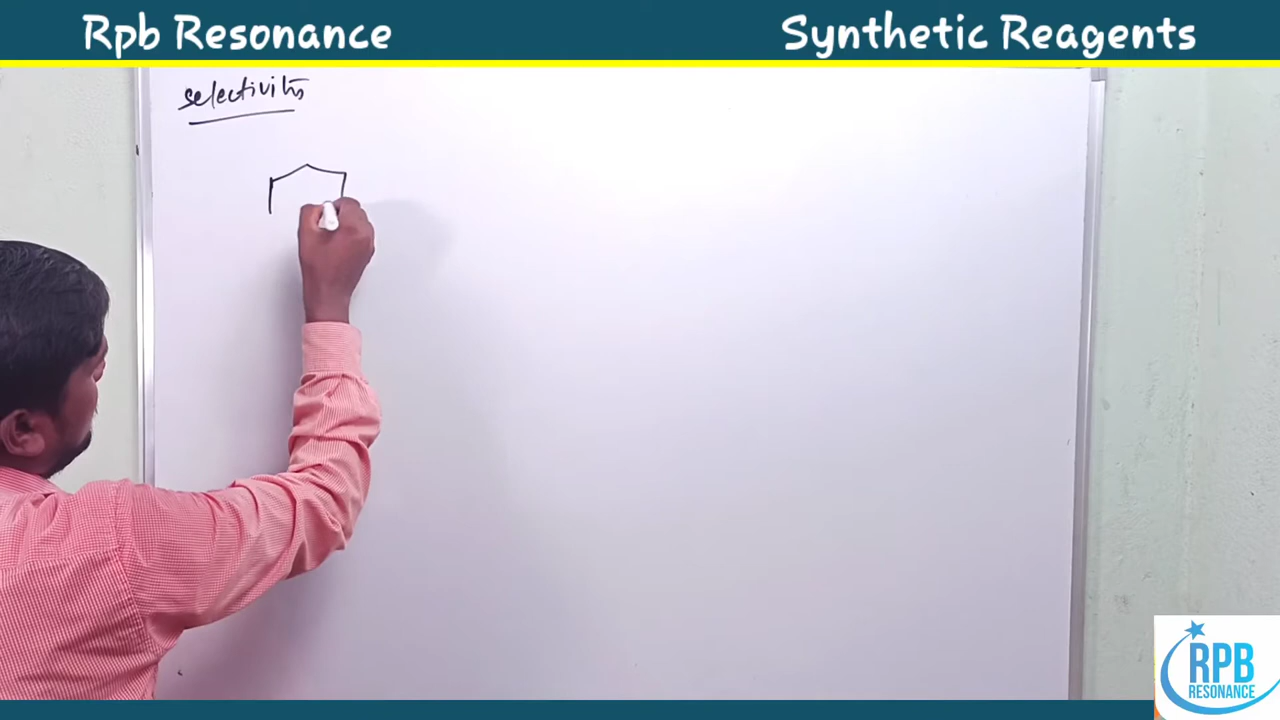 Rpb Resonance
Synthetic Reagents
selectivity
RPB
RESONANCE